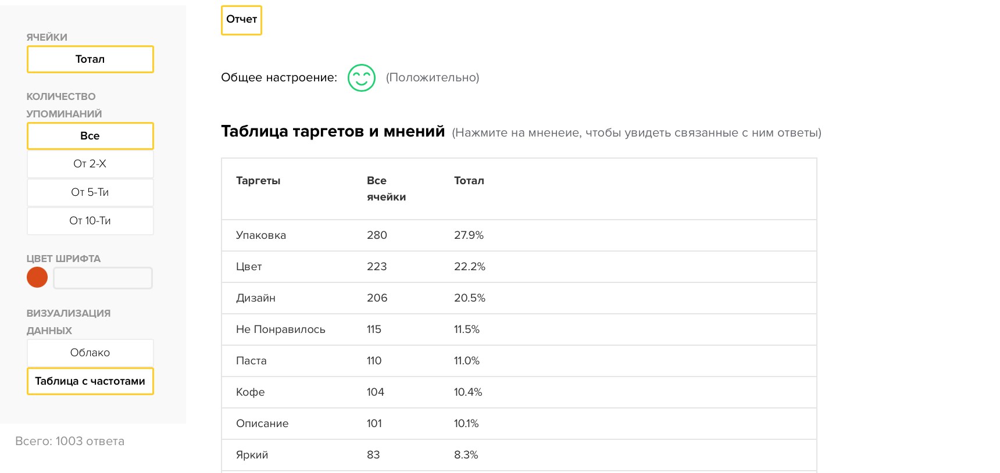 ЯЧЕЙКИ
Тотал
КОЛИЧЕСТВО
УПОМИНАНИЙ
Все
От 2-Х
От 5-Ти
От 10-Ти
ЦВЕТ ШРИФТА
ВИЗУАЛИЗАЦИЯ
ДАННЫХ
Облако
Таблица с частотами
Всего: 1003 ответа
Отчет
Общее настроение: (Положительно)
Таблица таргетов и мнений (Нажмите на мненеие, чтобы увидеть связанные с ним ответы)
Таргеты Все ячейки Тотал
Упаковка 280 27.9%
Цвет 223 22.2%
Дизайн 206 20.5%
Не Понравилось 115 11.5%
Паста 110 11.0%
Кофе 104 10.4%
Описание 101 10.1%
Яркий 83 8.3%